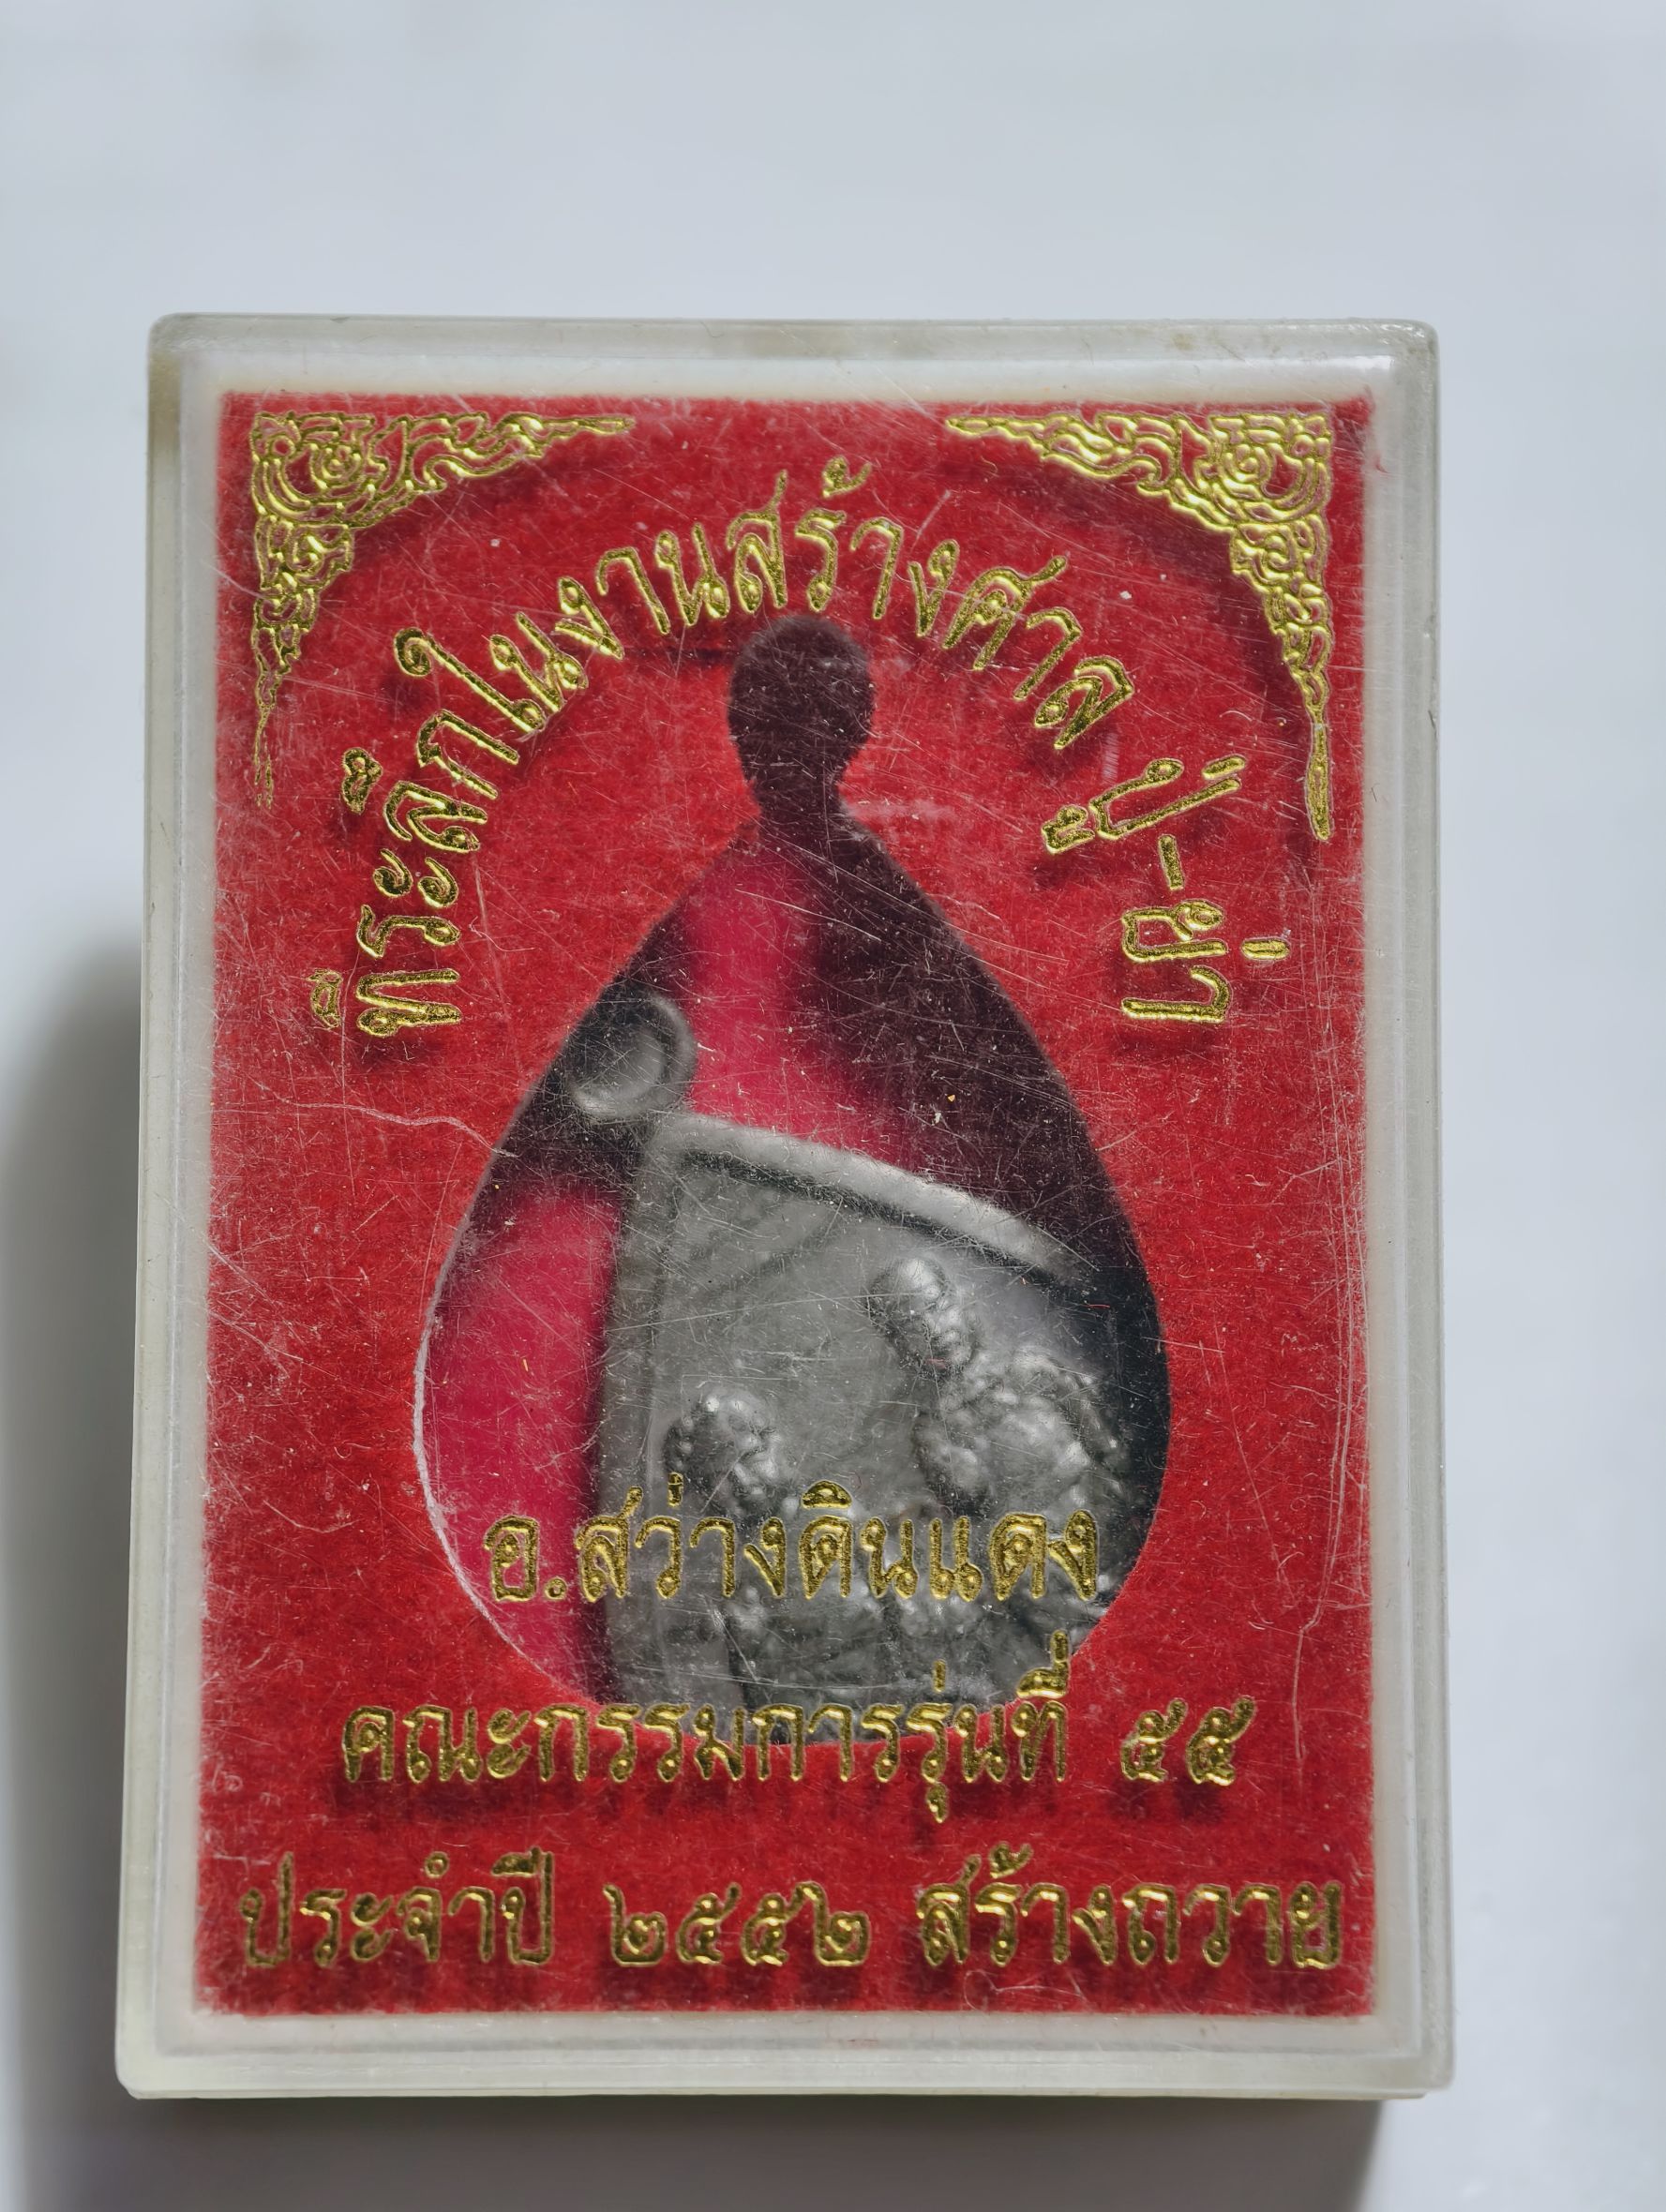 ที่ระลึกในงานสร้างศาล ปู่-ย่า
อ.สว่างดินแดง
คณะกรรมการรุ่นที่ ๕๕
ประจำปี ๒๕๕๒ สร้างถวาย